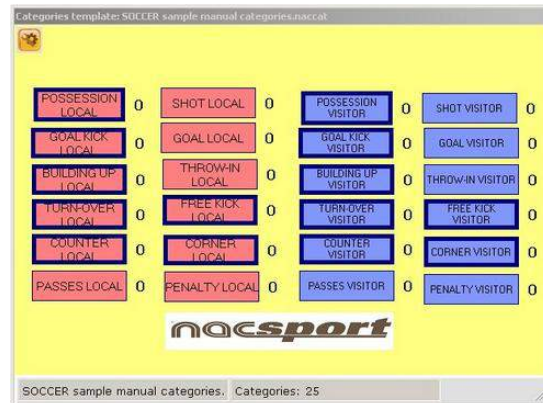 Categories template: SOCCER sample manual categories.naccat
POSSESSION LOCAL 0 SHOT LOCAL 0 POSSESSION VISITOR 0 SHOT VISITOR 0
GOAL KICK LOCAL 0 GOAL LOCAL 0 GOAL KICK VISITOR 0 GOAL VISITOR 0
BUILDING UP LOCAL 0 THROW-IN LOCAL 0 BUILDING UP VISITOR 0 THROW-IN VISITOR 0
TURN-OVER LOCAL 0 FREE KICK LOCAL 0 TURN-OVER VISITOR 0 FREE KICK VISITOR 0
COUNTER LOCAL 0 CORNER LOCAL 0 COUNTER VISITOR 0 CORNER VISITOR 0
PASSES LOCAL 0 PENALTY LOCAL 0 PASSES VISITOR 0 PENALTY VISITOR 0
nacsport
SOCCER sample manual categories. Categories: 25